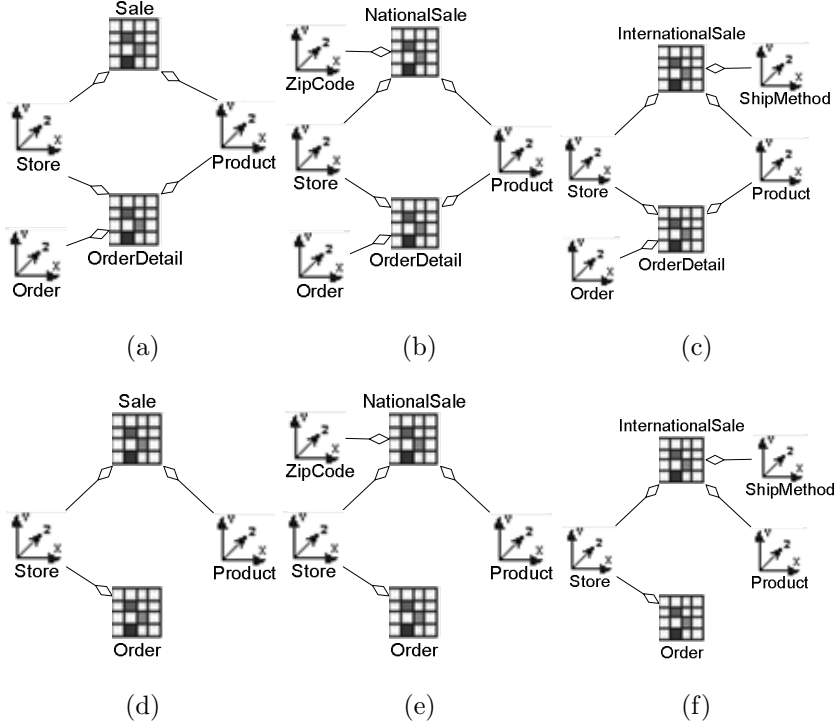 Sale
Store
Product
OrderDetail
Order
(a)
NationalSale
ZipCode
Store
Product
OrderDetail
Order
(b)
InternationalSale
ShipMethod
Store
Product
OrderDetail
Order
(c)
Sale
Store
Product
Order
(d)
NationalSale
ZipCode
Store
Product
Order
(e)
InternationalSale
ShipMethod
Store
Product
Order
(f)